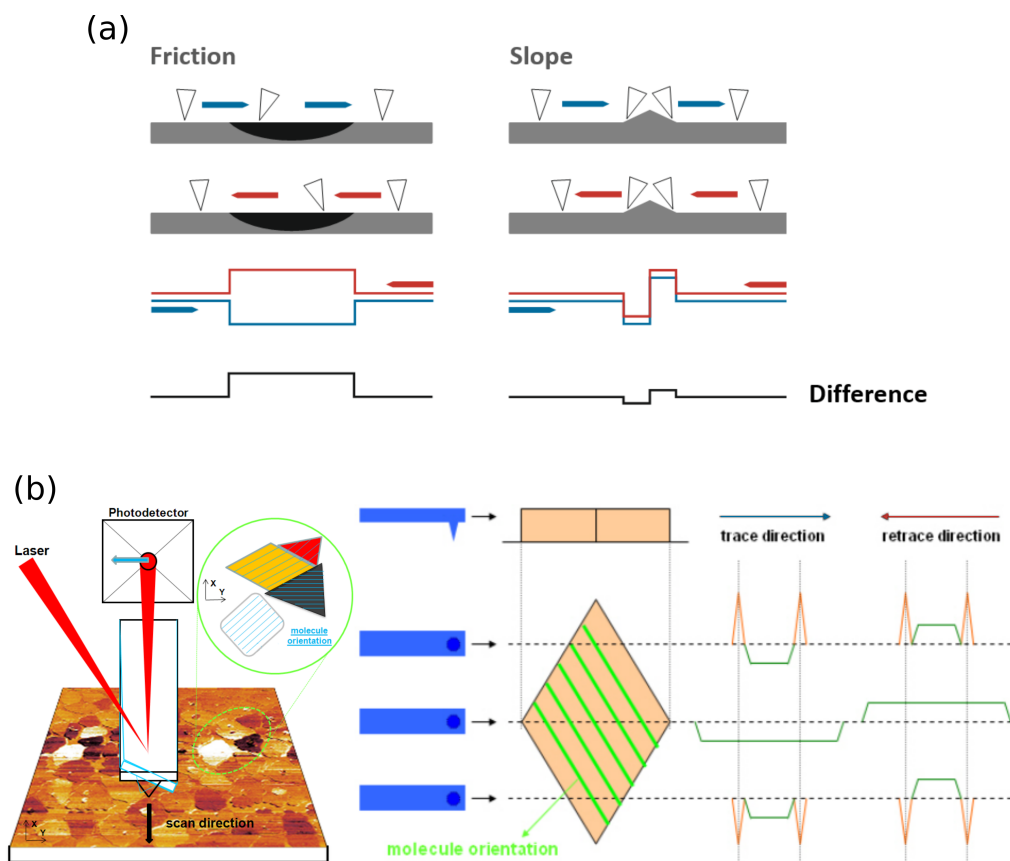 (a)
Friction
Slope
Difference
(b)
Photodetector
Laser
X
Y
molecule
orientation
scan direction
X
Y
trace direction
retrace direction
molecule orientation